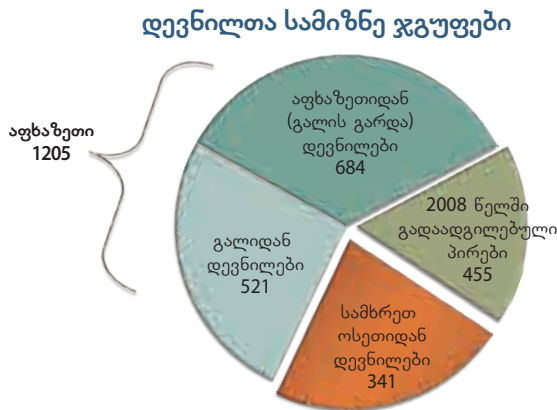 დევნილთა სამიზნე ჯგუფები
აფხაზეთი
1205
აფხაზეთიდან
(გალის გარდა)
დევნილები
684
2008 წელში
გადაადგილებული
პირები
455
გალიდან
დევნილები
521
სამხრეთ
ოსეთიდან
დევნილები
341